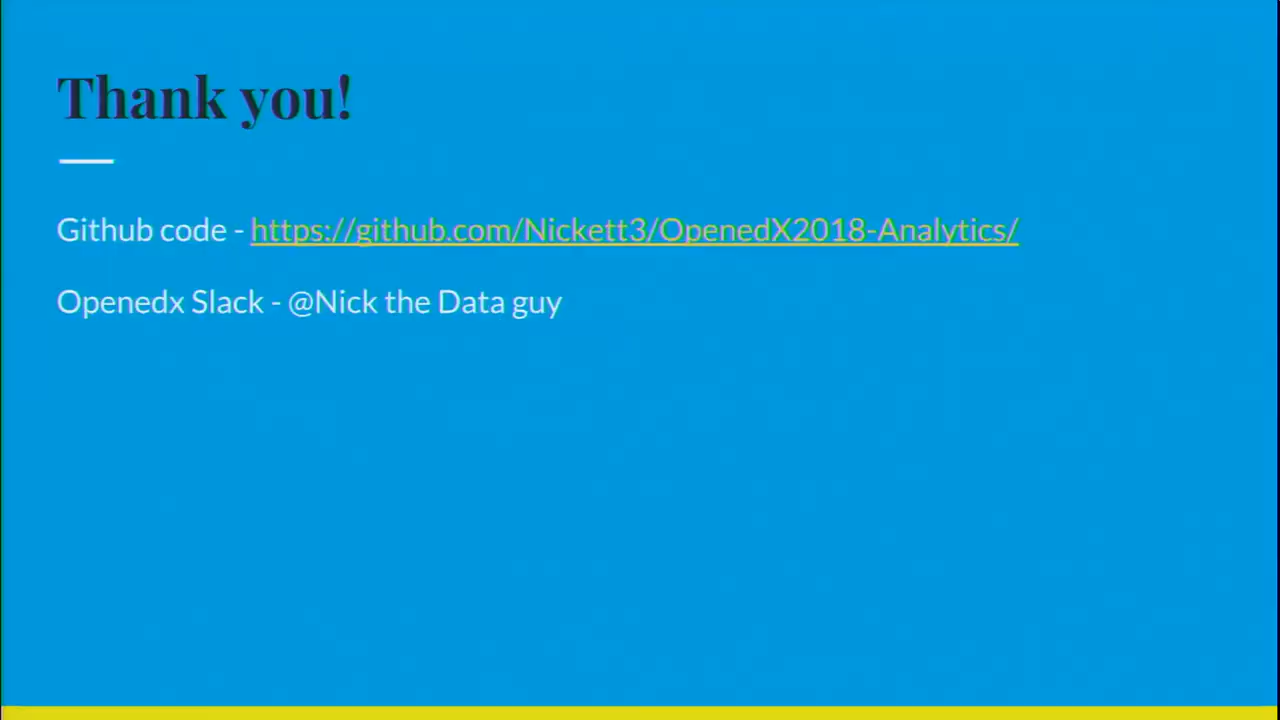 Thank you!
Github code - https://github.com/Nickett3/OpenedX2018-Analytics/
Openedx Slack - @Nick the Data guy